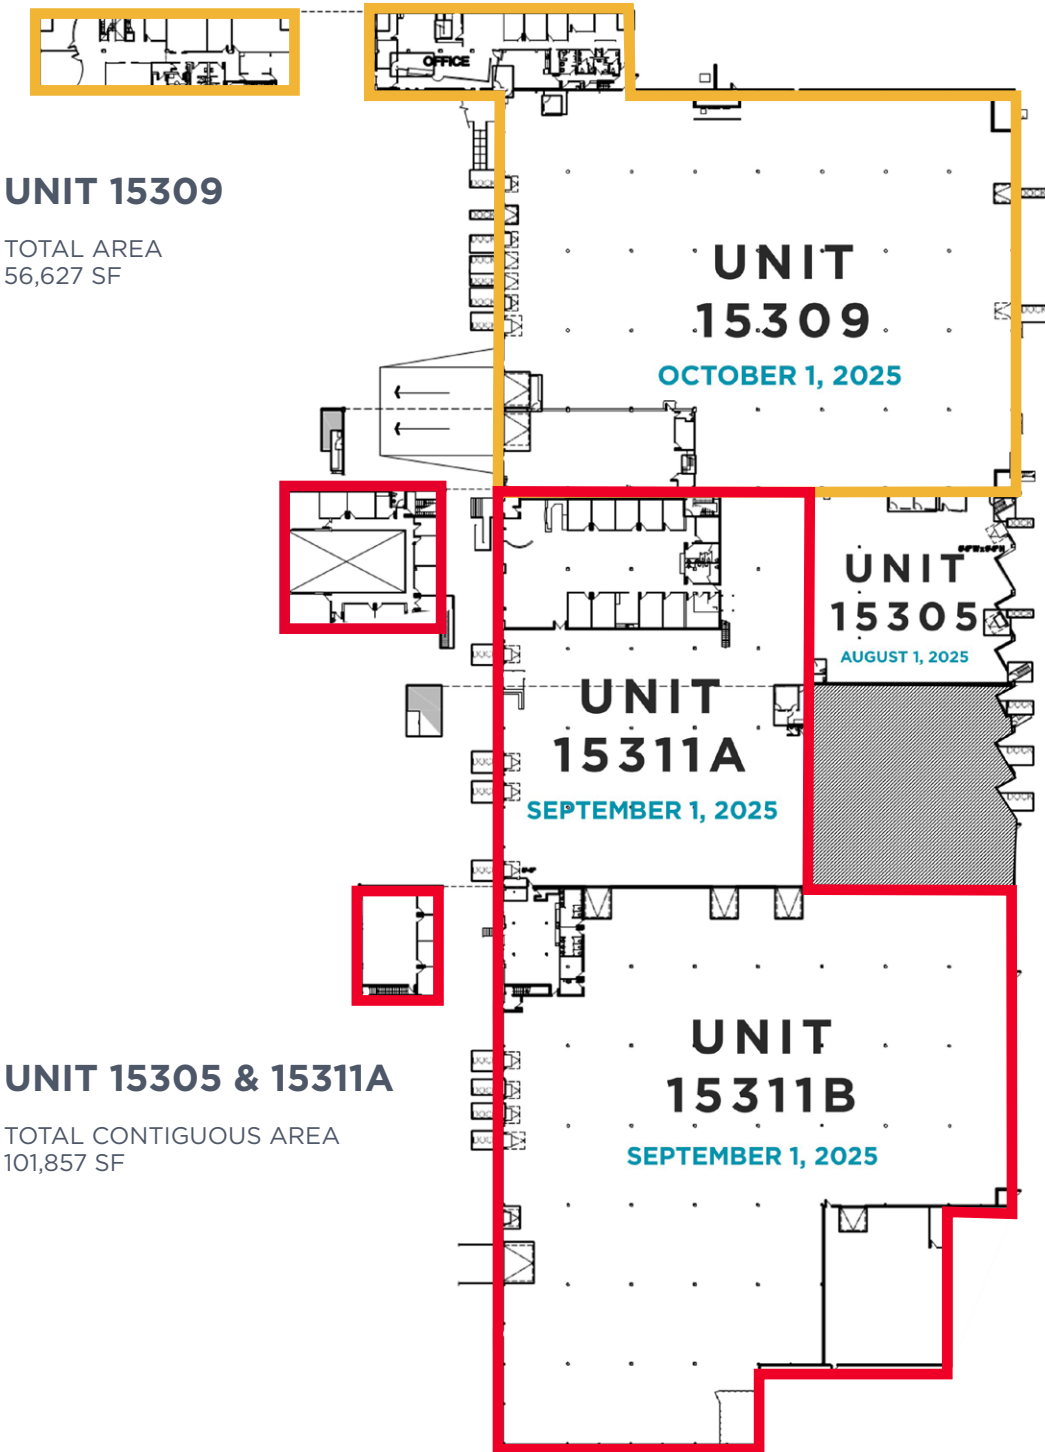 OFFICE
UNIT 15309
TOTAL AREA
56,627 SF
UNIT
15309
OCTOBER 1, 2025
UNIT
15305
AUGUST 1, 2025
UNIT
15311A
SEPTEMBER 1, 2025
UNIT
15311B
SEPTEMBER 1, 2025
UNIT 15305 & 15311A
TOTAL CONTIGUOUS AREA
101,857 SF